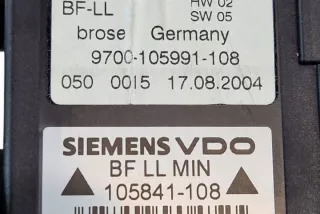 BF-LL HW 02
SW 05
brose Germany
9700-105991-108
050 0015 17.08.2004
SIEMENS VDO
BF LL MIN
105841-108